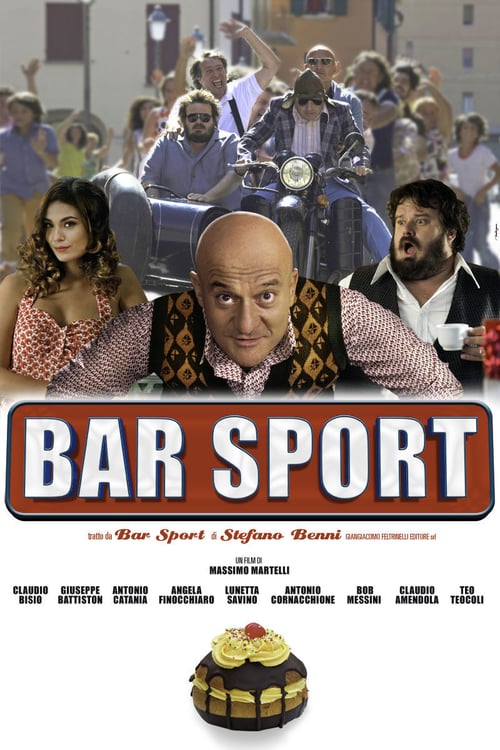 BAR SPORT
tratto da Bar Sport di Stefano Benni GIANGIACOMO FELTRINELLI EDITORE srl
UN FILM DI
MASSIMO MARTELLI
CLAUDIO BISIO GIUSEPPE BATTISTON ANTONIO CATANIA ANGELA FINOCCHIARO LUNETTA SAVINO ANTONIO CORNACCHIONE BOB MESSINI CLAUDIO AMENDOLA TEO TEOCOLI